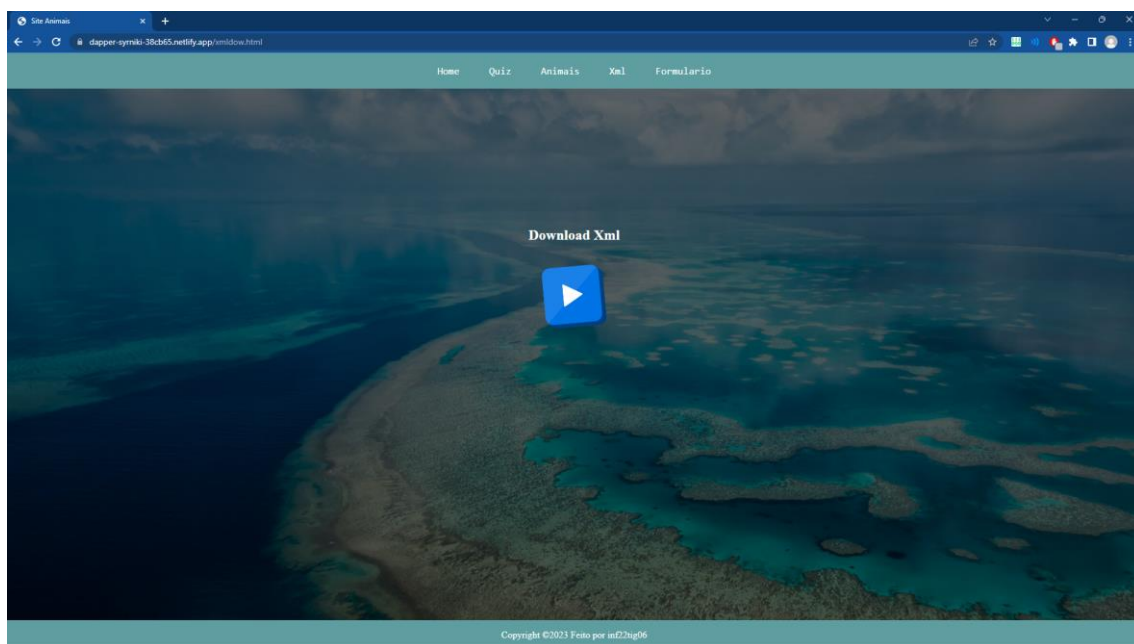 Site Animais
dapper-syrniki-38cb65.netlify.app/xmldow.html
Home Quiz Animais Xml Formulario
Download Xml
Copyright ©2023 Feito por inf22tig06